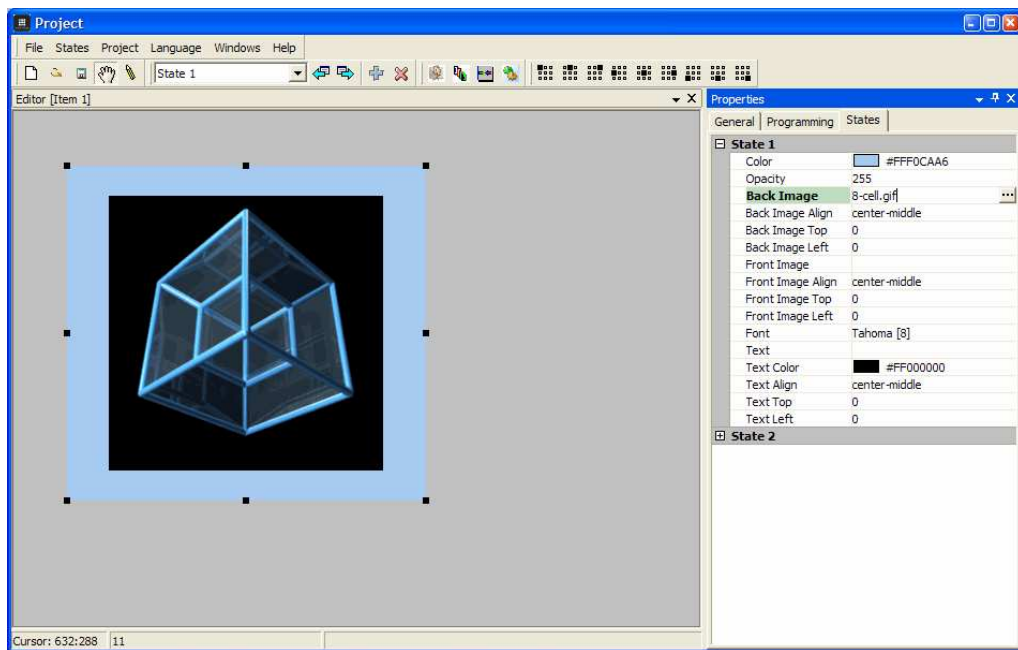 Project
File States Project Language Windows Help
State 1
Editor [Item 1]
Properties
General Programming States
State 1
Color #FFF0CAA6
Opacity 255
Back Image 8-cell.gif
Back Image Align center-middle
Back Image Top 0
Back Image Left 0
Front Image
Front Image Align center-middle
Front Image Top 0
Front Image Left 0
Font Tahoma [8]
Text
Text Color #FF000000
Text Align center-middle
Text Top 0
Text Left 0
State 2
Cursor: 632:288 11